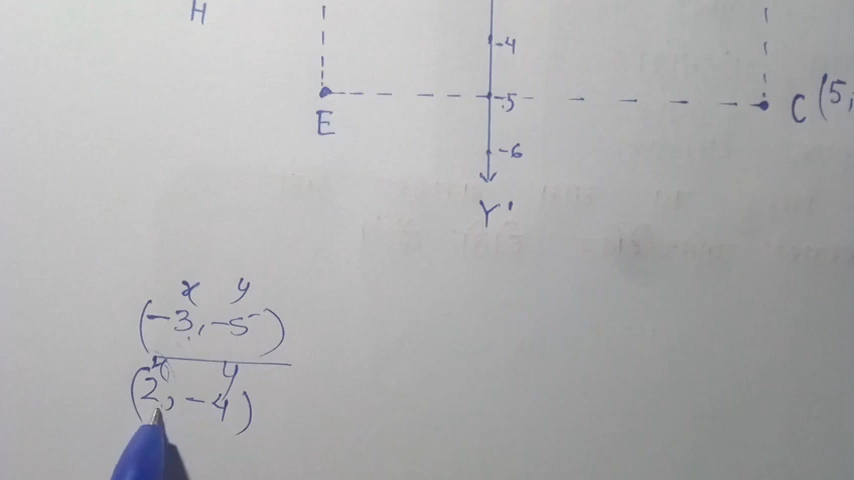 H
-4
-5
E
C (5,
-6
Y'
x y
(-3, -5)
x y
(2, -4)